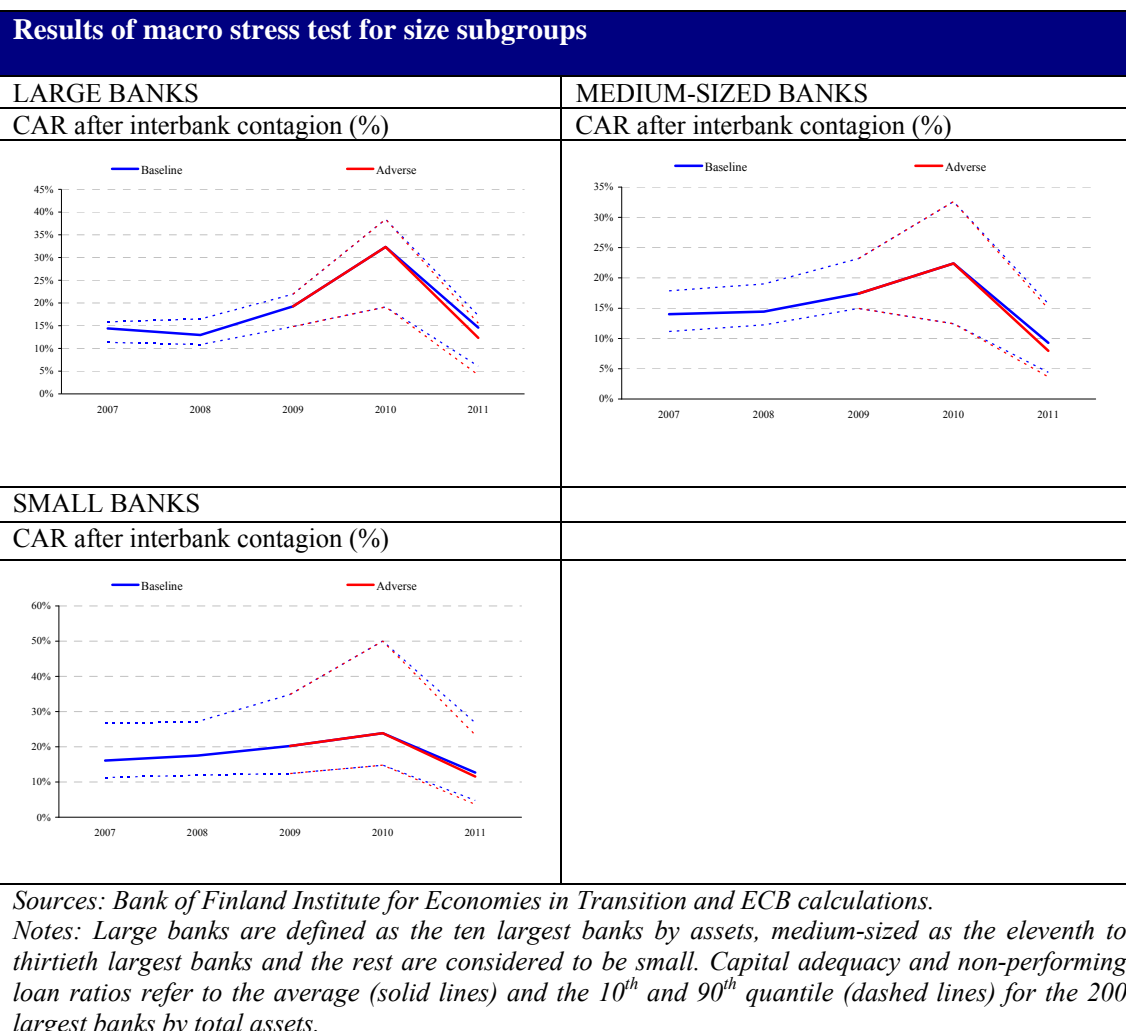 Results of macro stress test for size subgroups
LARGE BANKS
MEDIUM-SIZED BANKS
CAR after interbank contagion (%)
CAR after interbank contagion (%)
Baseline
Adverse
45%
40%
35%
30%
25%
20%
15%
10%
5%
0%
2007 2008 2009 2010 2011
Baseline
Adverse
35%
30%
25%
20%
15%
10%
5%
0%
2007 2008 2009 2010 2011
SMALL BANKS
CAR after interbank contagion (%)
Baseline
Adverse
60%
50%
40%
30%
20%
10%
0%
2007 2008 2009 2010 2011
Sources: Bank of Finland Institute for Economies in Transition and ECB calculations.
Notes: Large banks are defined as the ten largest banks by assets, medium-sized as the eleventh to
thirtieth largest banks and the rest are considered to be small. Capital adequacy and non-performing
loan ratios refer to the average (solid lines) and the 10th and 90th quantile (dashed lines) for the 200
largest banks by total assets.